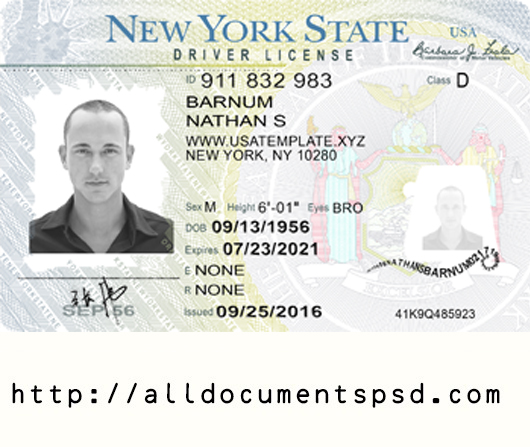 NEW YORK STATE
USA
DRIVER LICENSE
Barbara J. Fiala
Commissioner of Motor Vehicles
ID 911 832 983
Class D
BARNUM
NATHAN S
WWW.USATEMPLATE.XYZ
NEW YORK, NY 10280
Sex M Height 6'-01" Eyes BRO
DOB 09/13/1956
Expires 07/23/2021
E NONE
R NONE
Issued 09/25/2016
SEP 56
41K9Q485923
http://alldocumentspsd.com